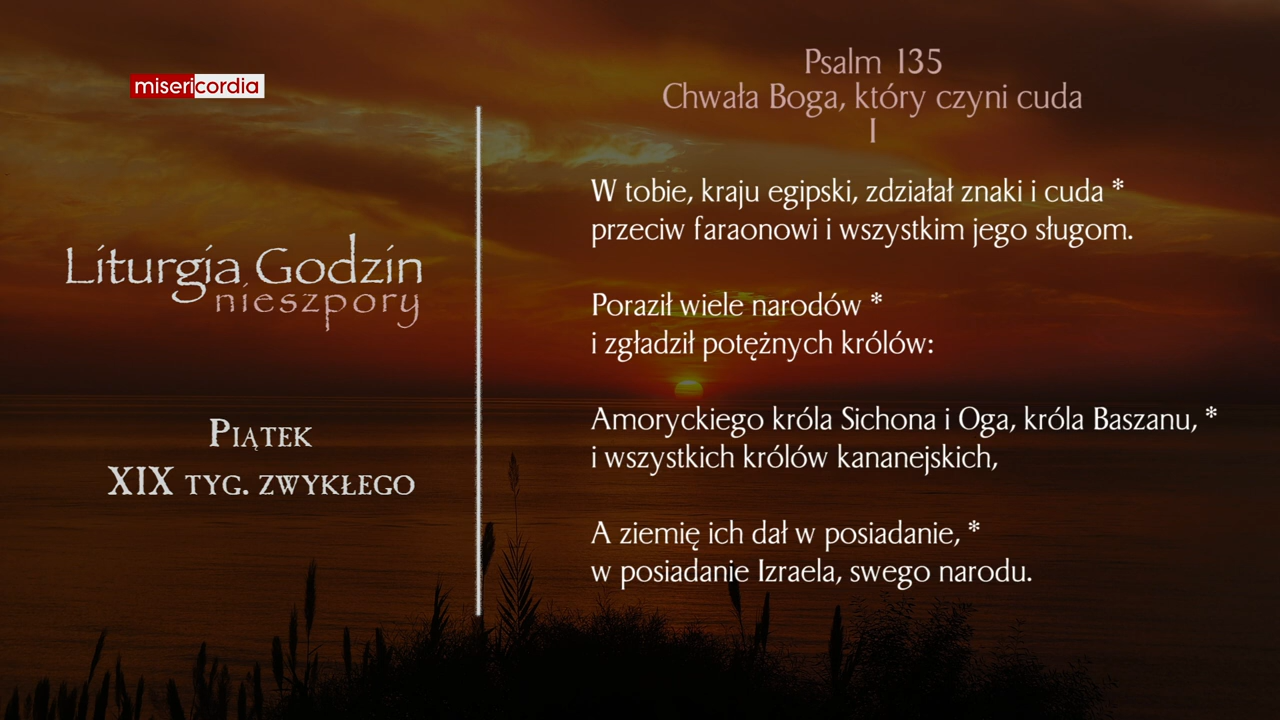 misericordia
Liturgia Godzin
nieszpory
Piątek
XIX tyg. zwykłego
Psalm 135
Chwała Boga, który czyni cuda
I
W tobie, kraju egipski, zdziałał znaki i cuda *
przeciw faraonowi i wszystkim jego sługom.
Poraził wiele narodów *
i zgładził potężnych królów:
Amoryckiego króla Sichona i Oga, króla Baszanu, *
i wszystkich królów kananejskich,
A ziemię ich dał w posiadanie, *
w posiadanie Izraela, swego narodu.